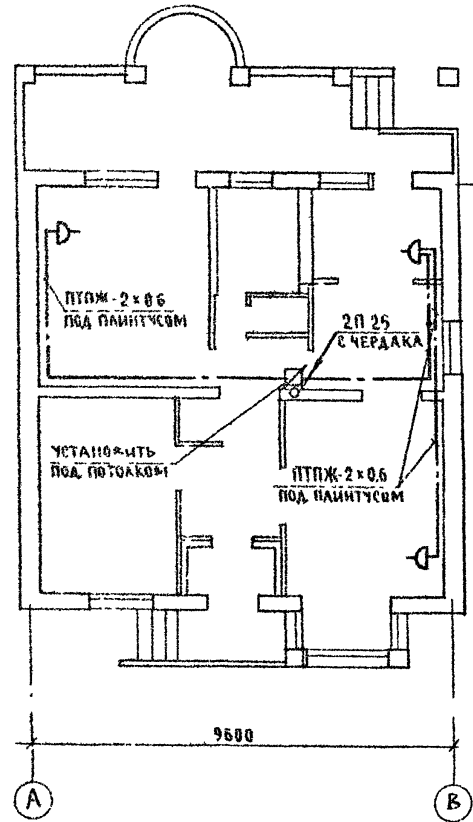 ПТПЖ-2×0.6
ПОД ПЛИНТУСОМ
2П 25
С ЧЕРДАКА
УСТАНОВИТЬ
ПОД ПОТОЛКОМ
ПТПЖ-2×0.6
ПОД ПЛИНТУСОМ
9600
А
В